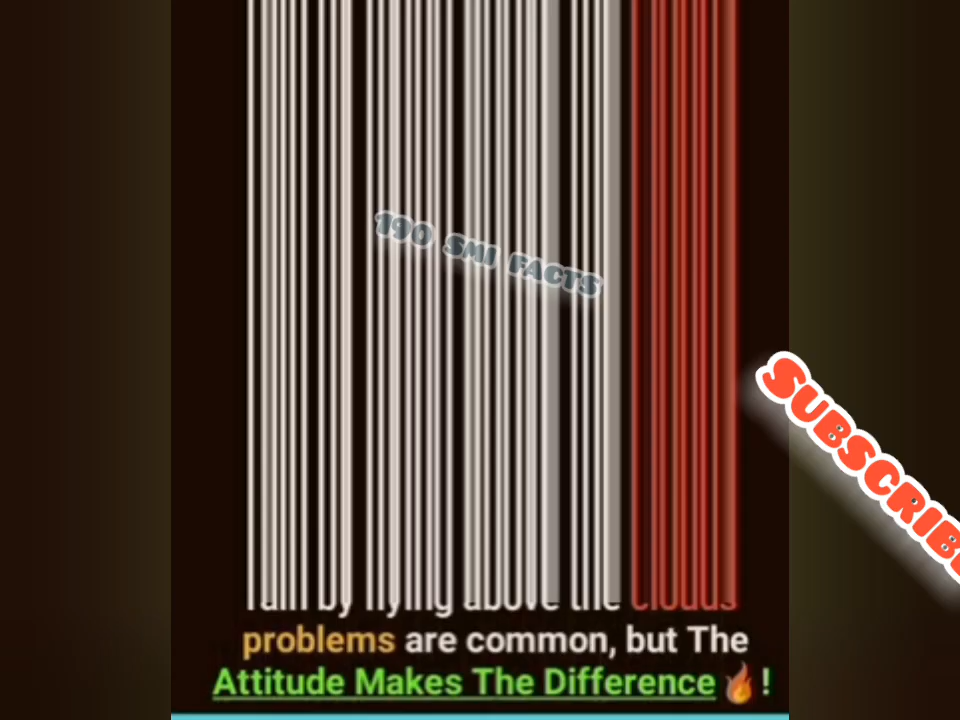 190 SMI FACTS
SUBSCRIBE
rain by flying above the clouds
problems are common, but The
Attitude Makes The Difference🔥!